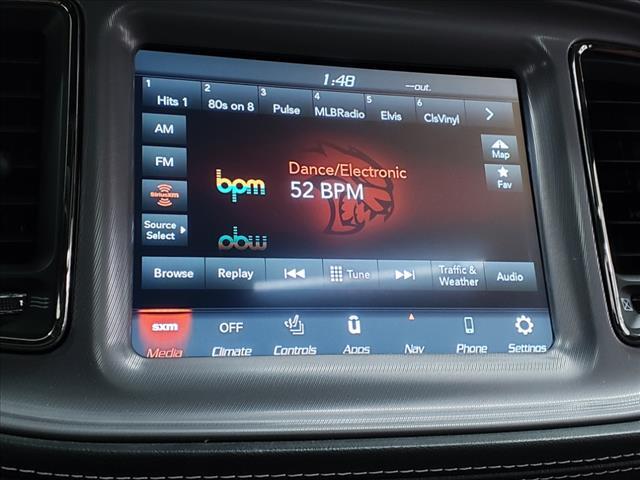 1:48 --out.
1 2 3 4 5 6
Hits 1 80s on 8 Pulse MLBRadio Elvis ClsVinyl
AM
FM
SiriusXM
Source
Select
Map
Fav
Dance/Electronic
bpm 52 BPM
Browse Replay Tune Traffic & Weather Audio
sxm OFF
Media Climate Controls Apps Nav Phone Settings